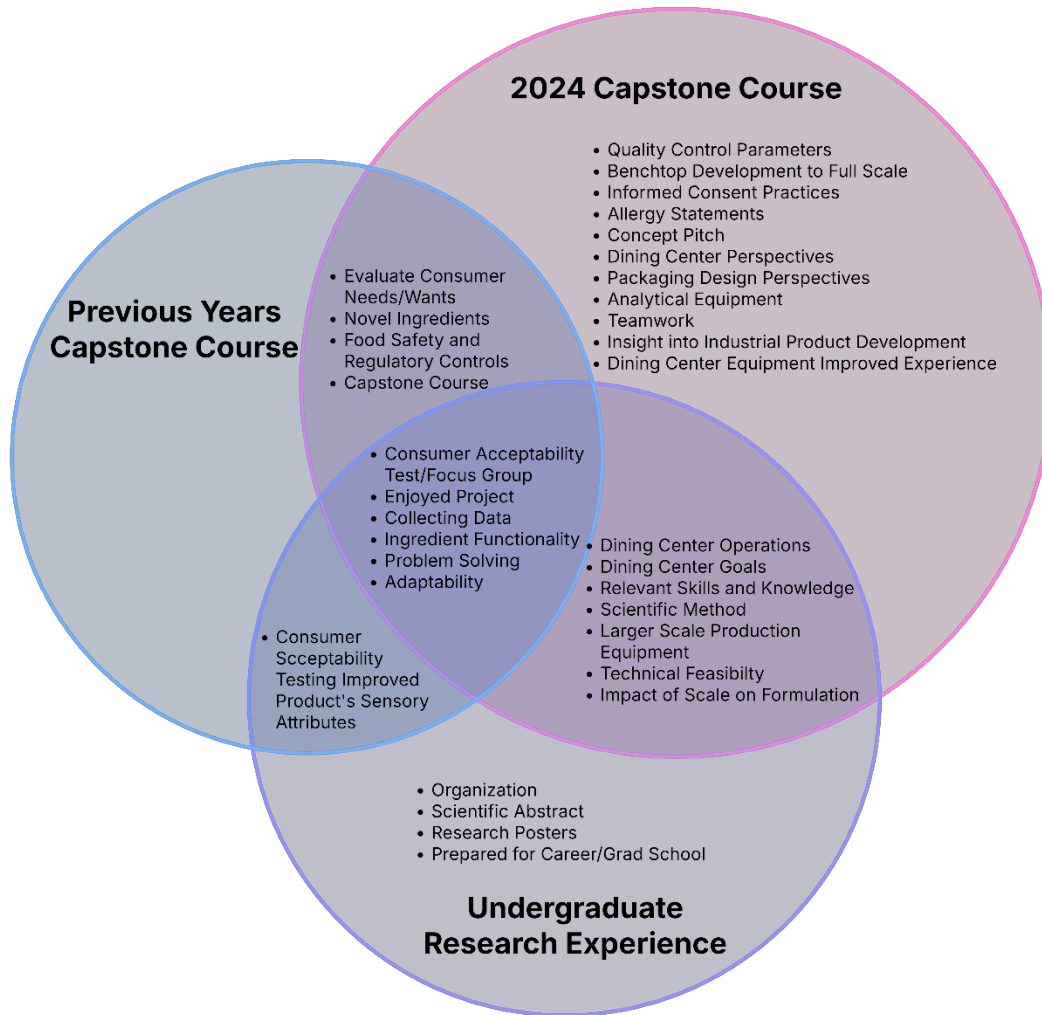 2024 Capstone Course
• Quality Control Parameters
• Benchtop Development to Full Scale
• Informed Consent Practices
• Allergy Statements
• Concept Pitch
• Dining Center Perspectives
• Packaging Design Perspectives
• Analytical Equipment
• Teamwork
• Insight into Industrial Product Development
• Dining Center Equipment Improved Experience
Previous Years
Capstone Course
• Evaluate Consumer
Needs/Wants
• Novel Ingredients
• Food Safety and
Regulatory Controls
• Capstone Course
• Consumer Acceptability
Test/Focus Group
• Enjoyed Project
• Collecting Data
• Ingredient Functionality
• Problem Solving
• Adaptability
• Dining Center Operations
• Dining Center Goals
• Relevant Skills and Knowledge
• Scientific Method
• Larger Scale Production
Equipment
• Technical Feasibilty
• Impact of Scale on Formulation
• Consumer
Scceptability
Testing Improved
Product's Sensory
Attributes
• Organization
• Scientific Abstract
• Research Posters
• Prepared for Career/Grad School
Undergraduate
Research Experience